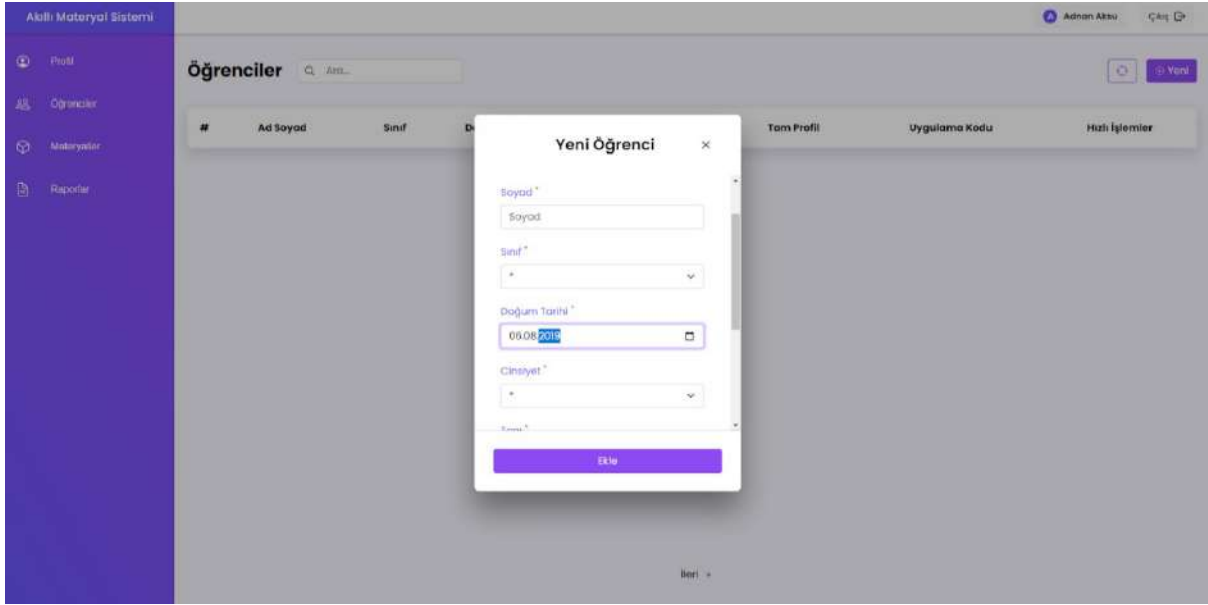 Akıllı Materyal Sistemi
A Adnan Aksu Çıkış
Profil
Öğrenciler
Materyaller
Raporlar
Öğrenciler
Ara...
Yeni
# Ad Soyad Sınıf Tam Profil Uygulama Kodu Hızlı İşlemler
Yeni Öğrenci ×
Soyad *
Soyad
Sınıf *
*
Doğum Tarihi *
06.08.2019
Cinsiyet *
*
Ekle
İleri »